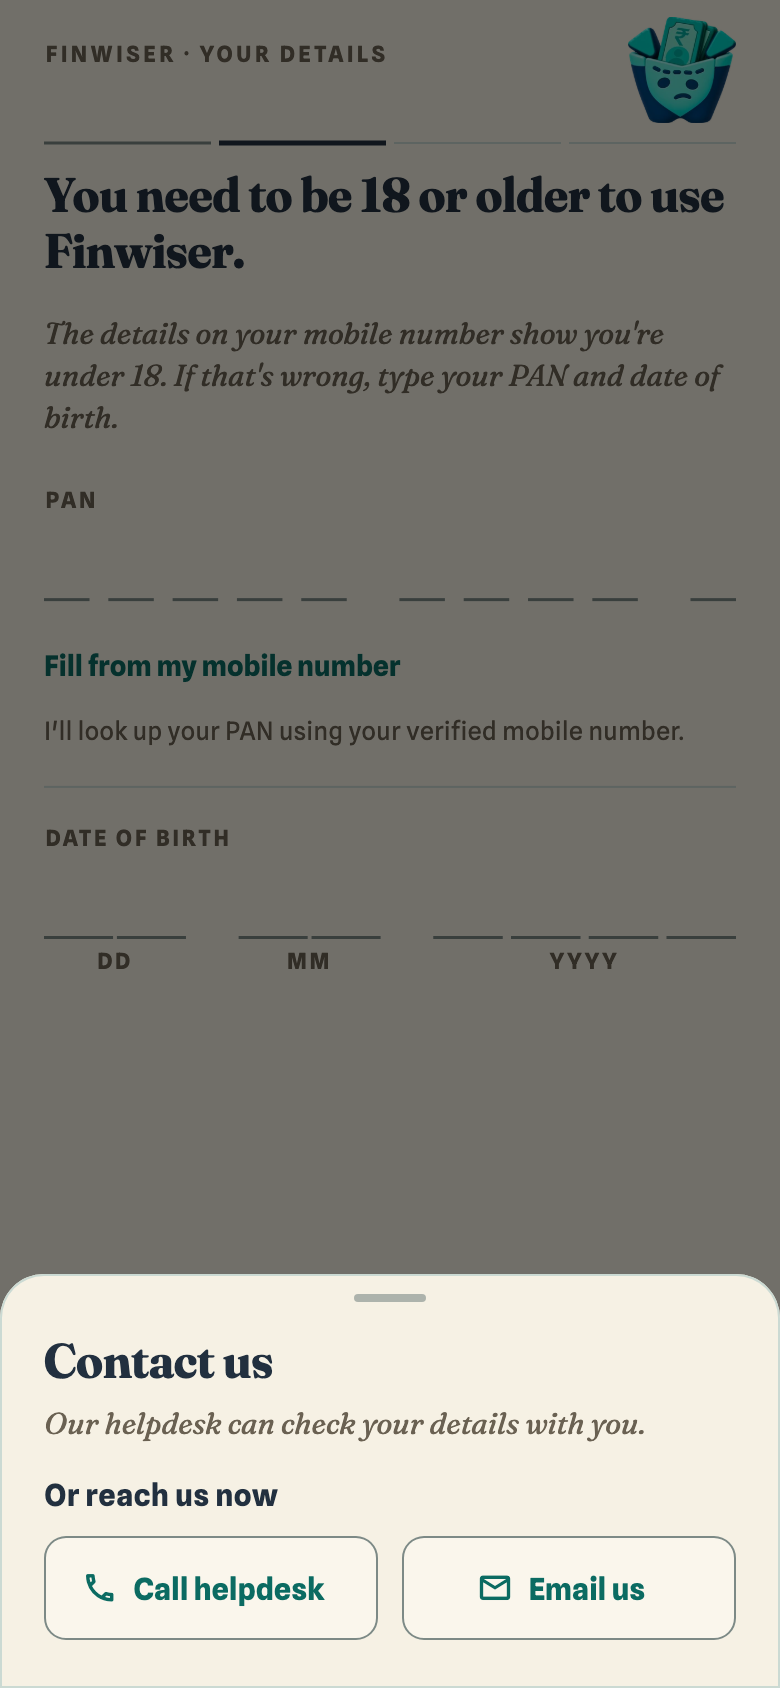 FINWISER · YOUR DETAILS
₹
You need to be 18 or older to use
Finwiser.
The details on your mobile number show you're
under 18. If that's wrong, type your PAN and date of
birth.
PAN
Fill from my mobile number
I'll look up your PAN using your verified mobile number.
DATE OF BIRTH
DD MM YYYY
Contact us
Our helpdesk can check your details with you.
Or reach us now
Call helpdesk Email us